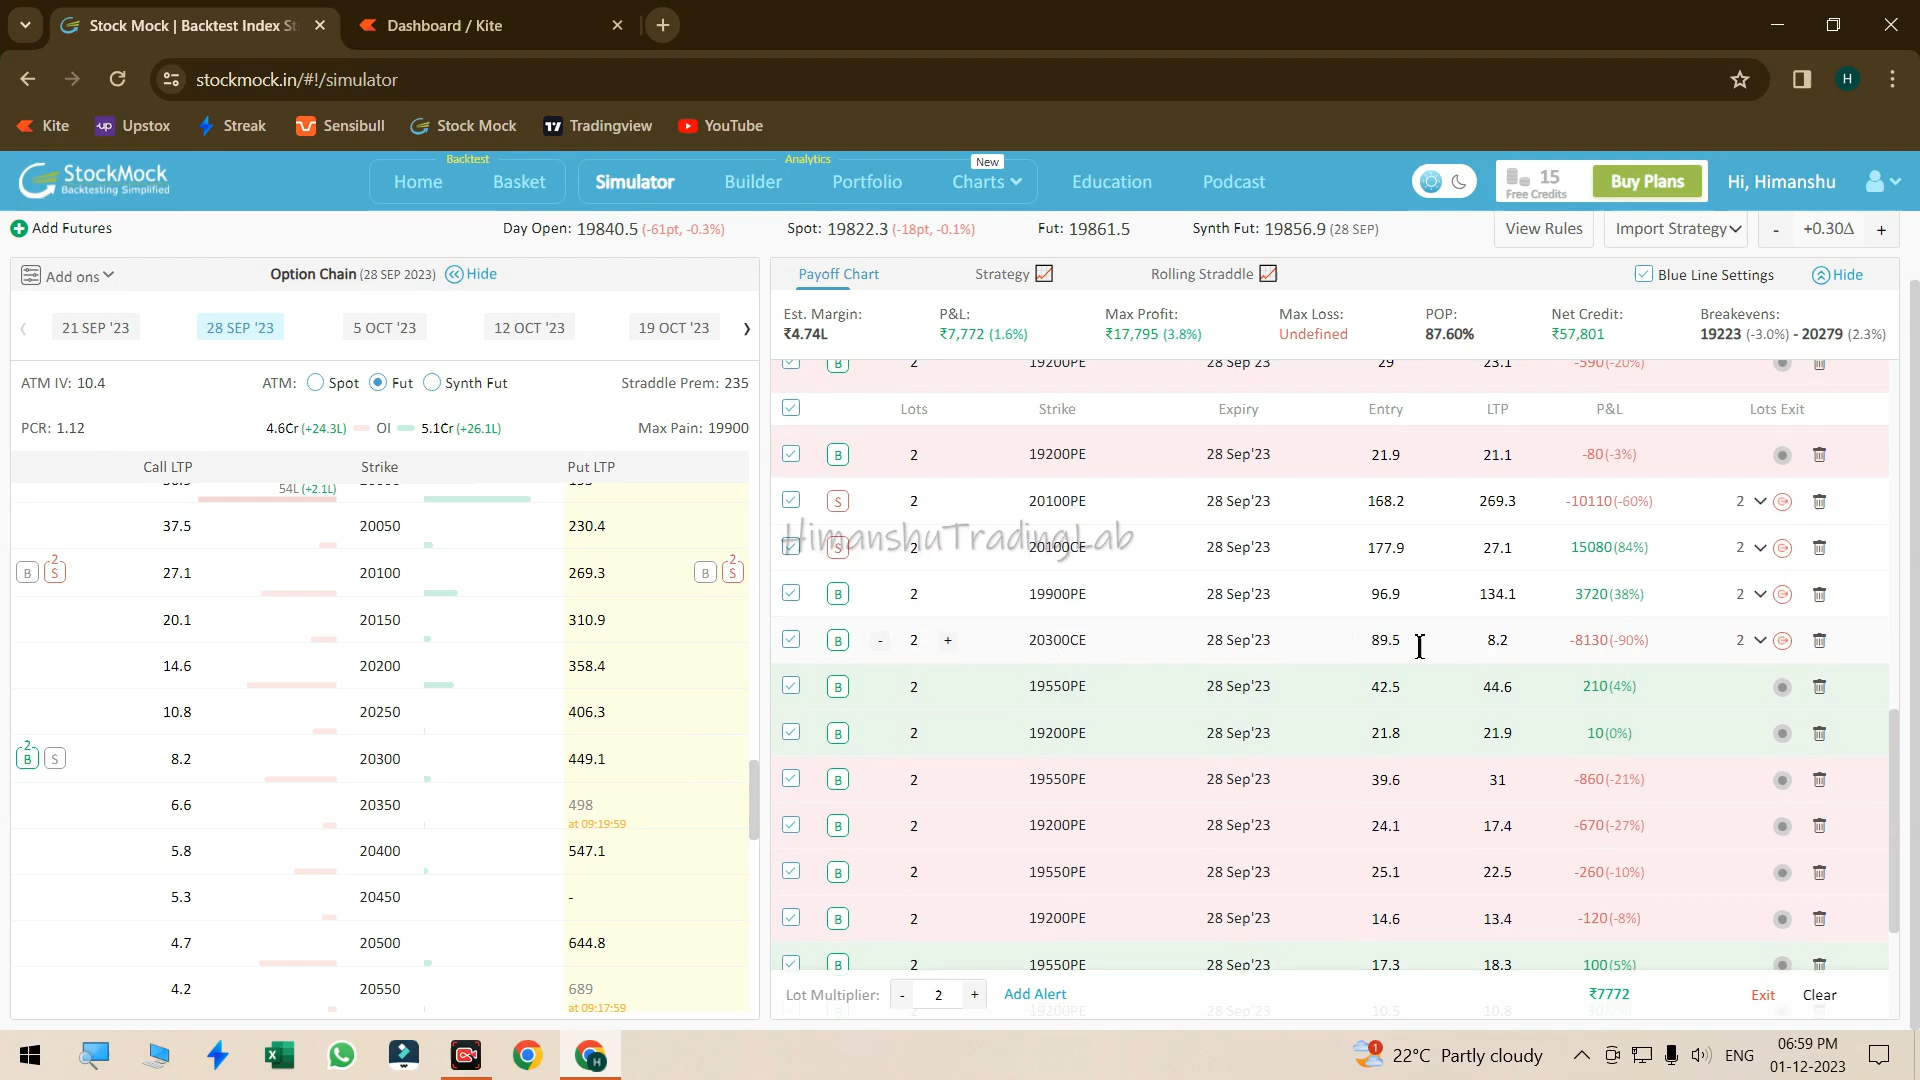 Stock Mock | Backtest Index St
Dashboard / Kite
stockmock.in/#!/simulator
H
Kite
up Upstox
Streak
Sensibull
Stock Mock
Tradingview
YouTube
StockMock
Backtesting Simplified
Backtest
Home Basket
Simulator
Builder
Analytics
Portfolio
New
Charts
Education
Podcast
15
Free Credits
Buy Plans
Hi, Himanshu
Add Futures
Day Open: 19840.5 (-61pt, -0.3%)
Spot: 19822.3 (-18pt, -0.1%)
Fut: 19861.5
Synth Fut: 19856.9 (28 SEP)
View Rules
Import Strategy
- +0.30Δ +
Add ons
Option Chain (28 SEP 2023) Hide
21 SEP '23 28 SEP '23 5 OCT '23 12 OCT '23 19 OCT '23
ATM IV: 10.4 ATM: Spot Fut Synth Fut Straddle Prem: 235
PCR: 1.12 4.6Cr (+24.3L) OI 5.1Cr (+26.1L) Max Pain: 19900
Call LTP Strike Put LTP
54L (+2.1L)
37.5 20050 230.4
B 2 S 27.1 20100 269.3 B 2 S
20.1 20150 310.9
14.6 20200 358.4
10.8 20250 406.3
2 B S 8.2 20300 449.1
6.6 20350 498
at 09:19:59
5.8 20400 547.1
5.3 20450 -
4.7 20500 644.8
4.2 20550 689
at 09:17:59
Payoff Chart Strategy Rolling Straddle Blue Line Settings Hide
Est. Margin: P&L: Max Profit: Max Loss: POP: Net Credit: Breakevens:
₹4.74L ₹7,772 (1.6%) ₹17,795 (3.8%) Undefined 87.60% ₹57,801 19223 (-3.0%) - 20279 (2.3%)
B 2 19200PE 28 Sep'23 29 23.1 -590(-20%)
Lots Strike Expiry Entry LTP P&L Lots Exit
B 2 19200PE 28 Sep'23 21.9 21.1 -80(-3%)
S 2 20100PE 28 Sep'23 168.2 269.3 -10110(-60%) 2
HimanshuTradingLab
S 2 20100CE 28 Sep'23 177.9 27.1 15080(84%) 2
B 2 19900PE 28 Sep'23 96.9 134.1 3720(38%) 2
B - 2 + 20300CE 28 Sep'23 89.5 8.2 -8130(-90%) 2
B 2 19550PE 28 Sep'23 42.5 44.6 210(4%)
B 2 19200PE 28 Sep'23 21.8 21.9 10(0%)
B 2 19550PE 28 Sep'23 39.6 31 -860(-21%)
B 2 19200PE 28 Sep'23 24.1 17.4 -670(-27%)
B 2 19550PE 28 Sep'23 25.1 22.5 -260(-10%)
B 2 19200PE 28 Sep'23 14.6 13.4 -120(-8%)
B 2 19550PE 28 Sep'23 17.3 18.3 100(5%)
Lot Multiplier: - 2 + Add Alert ₹7772 Exit Clear
1
22°C Partly cloudy
ENG
06:59 PM
01-12-2023